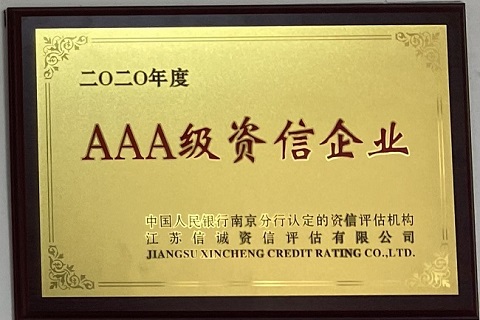 二〇二〇年度
AAA级资信企业
中国人民银行南京分行认定的资信评估机构
江苏信诚资信评估有限公司
JIANGSU XINCHENG CREDIT RATING CO.,LTD.